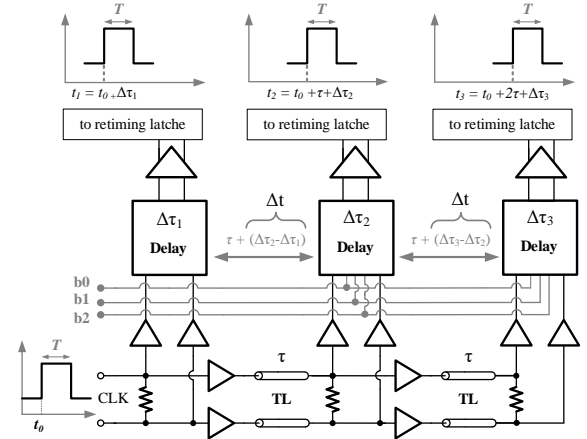 T T T
t₁ = t₀₊Δτ₁ t₂ = t₀ +τ+Δτ₂ t₃ = t₀ +2τ+Δτ₃
to retiming latche to retiming latche to retiming latche
Δτ₁ Δt Δτ₂ Δt Δτ₃
Delay τ + (Δτ₂-Δτ₁) Delay τ + (Δτ₃-Δτ₂) Delay
b0
b1
b2
T
τ τ
CLK TL TL
t₀